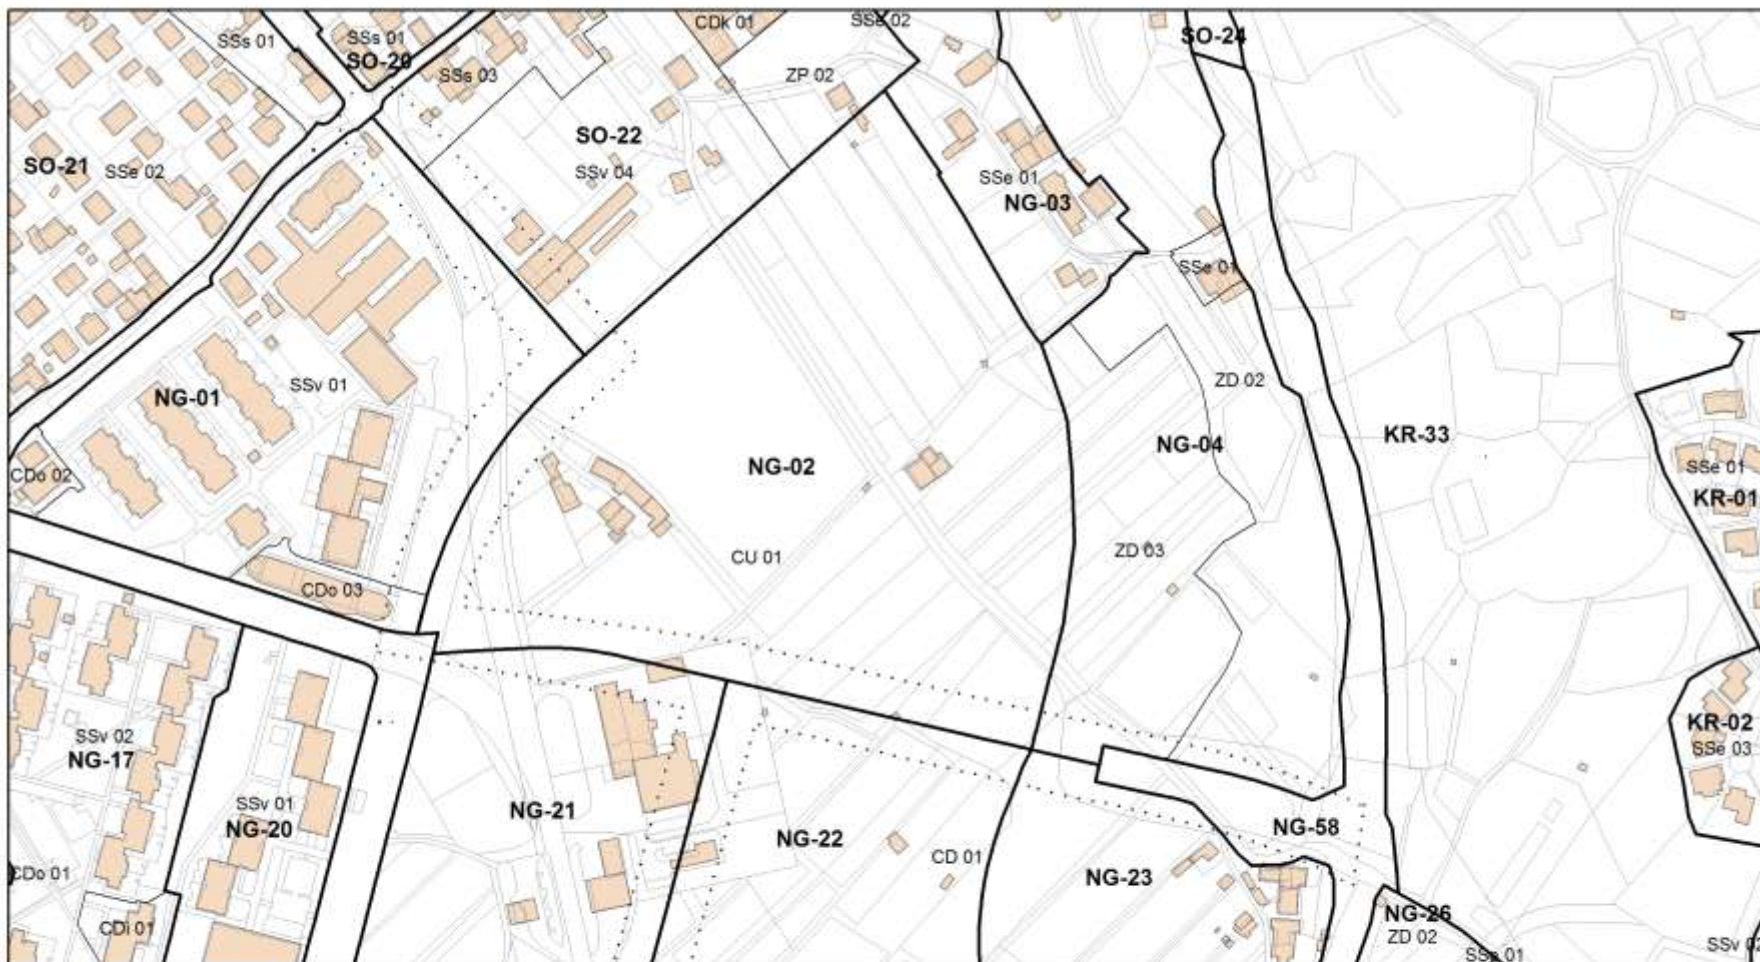 SSs 01
SSs 01
SO-20
SSs 03
CDk 01
SSe 02
SO-24
ZP 02
SO-22
SO-21
SSe 02
SSv 04
SSe 01
NG-03
SSe 01
SSv 01
NG-01
ZD 02
KR-33
NG-04
NG-02
CDo 02
SSe 01
KR-01
CU 01
ZD 03
CDo 03
KR-02
SSe 03
SSv 02
NG-17
SSv 01
NG-20
NG-21
NG-22
CD 01
NG-23
NG-58
CDo 01
CDi 01
NG-26
ZD 02
SSe 01
SSv 02